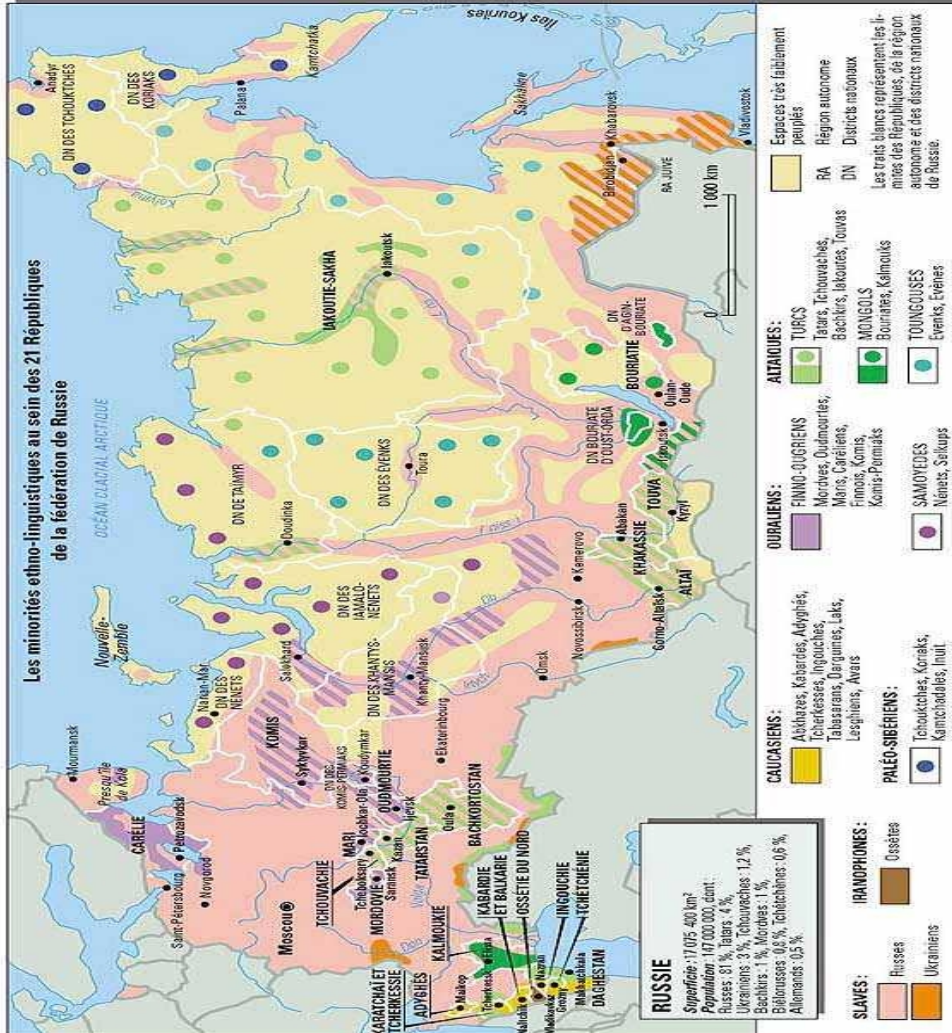 Les minorités ethno-linguistiques au sein des 21 Républiques
de la fédération de Russie
OCÉAN GLACIAL ARCTIQUE
Nouvelle-
Zemble
Îles Kouriles
Mourmansk
Presqu'île
de Kola
CARÉLIE
Saint-Pétersbourg
Petrozavodsk
Novgorod
Moscou
Narian-Mar
DN DES
NENETS
KOMIS
Syktyvkar
DN DES
KOMIS-PERMIAKS
Koudymkar
OUDMOURTIE
Ijevsk
MARI
Iochkar-Ola
TCHOUVACHIE
Tcheboksary
MORDOVIE
Saransk
Kazan
TATARSTAN
Oufa
BACHKORTOSTAN
Ekaterinbourg
Volga
Don
KALMOUKIE
Elista
KARATCHAÏ ET
TCHERKESSIE
ADYGHÉS
Maïkop
Tcherkessk
Naltchik
Vladikavkaz
Nazran
Grozny
Makhatchkala
DAGHESTAN
KABARDIE
ET BALKARIE
OSSÉTIE DU NORD
INGOUCHIE
TCHÉTCHÉNIE
Salekhard
DN DES
IAMALO-
NENETS
DN DES KHANTYS-
MANSIS
Khanty-Mansiisk
Ob
Irtych
Omsk
Novossibirsk
Kemerovo
DN DE TAIMYR
Doudinka
DN DES ÉVENKS
Toura
Abakan
KHAKASSIE
TOUVA
Kyzyl
ALTAÏ
Gorno-Altaïsk
IAKOUTIE-SAKHA
Iakoutsk
Kolyma
DN BOURIATE
D'OUST-ORDA
Irkoutsk
BOURIATIE
Oulan-
Oude
DN
D'AGIN-
BOURIATE
DN DES TCHOUKTCHES
Anadyr
DN DES
KORIAKS
Palana
Kamtchatka
Sakhaline
Khabarovsk
Birobidjan
RA JUIVE
Vladivostok
0
1 000 km
RUSSIE
Superficie : 17 075 400 km²
Population : 147 000 000, dont :
Russes : 81 %, Tatars : 4 %,
Ukrainiens : 3 %, Tchouvaches : 1,2 %,
Bachkirs : 1 %, Mordves : 1 %,
Biélorusses : 0,8 %, Tchétchènes : 0,6 %,
Allemands : 0,5 %.
SLAVES :
Russes
Ukrainiens
IRANOPHONES :
Ossètes
CAUCASIENS :
Abkhazes, Kabardes, Adyghés,
Tcherkesses, Ingouches,
Tabasarans, Darguines, Laks,
Lesghiens, Avars
PALÉO-SIBÉRIENS :
Tchouktches, Koriaks,
Kamtschadales, Inuit
OURALIENS :
FINNO-OUGRIENS
Mordves, Oudmourtes,
Maris, Caréliens,
Finnois, Komis,
Komis-Permiaks
SAMOYÈDES
Nénets, Selkups
ALTAÏQUES :
TURCS
Tatars, Tchouvaches,
Bachkirs, Iakoutes, Touvas
MONGOLS
Bouriates, Kalmouks
TOUNGOUSES
Evenks, Evènes
Espaces très faiblement
peuplés
RA Région autonome
DN Districts nationaux
Les traits blancs représentent les li-
mites des Républiques, de la région
autonome et des districts nationaux
de Russie.